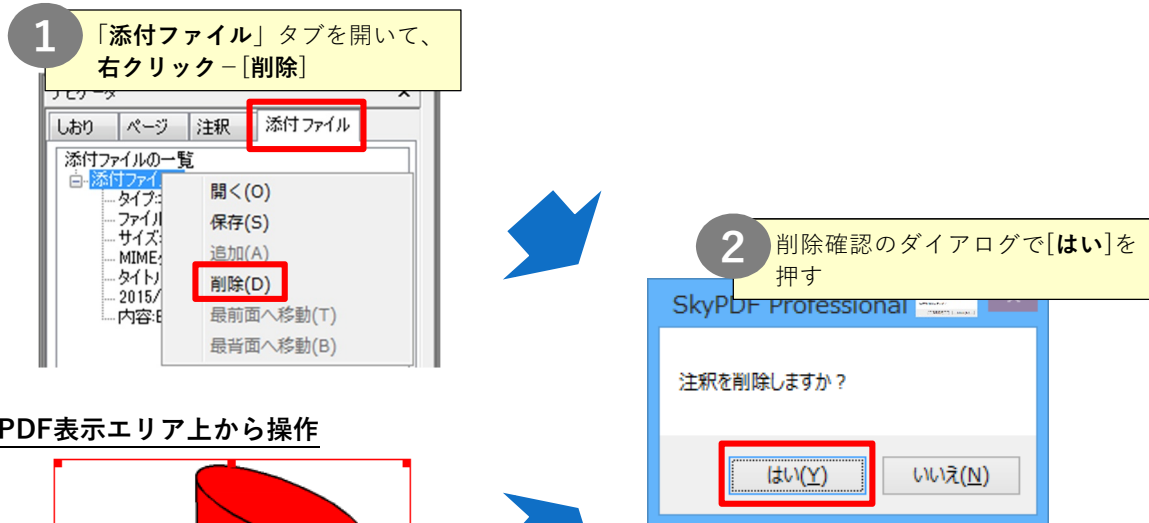 1
「添付ファイル」タブを開いて、
右クリック－[削除]
ナビゲータ
しおり
ページ
注釈
添付ファイル
添付ファイルの一覧
添付ファイ
タイプ:
ファイル
サイズ:
MIME
タイトル
2015/
内容:
開く(O)
保存(S)
追加(A)
削除(D)
最前面へ移動(T)
最背面へ移動(B)
2
削除確認のダイアログで[はい]を
押す
SkyPDF Professional
注釈を削除しますか？
はい(Y)
いいえ(N)
PDF表示エリア上から操作